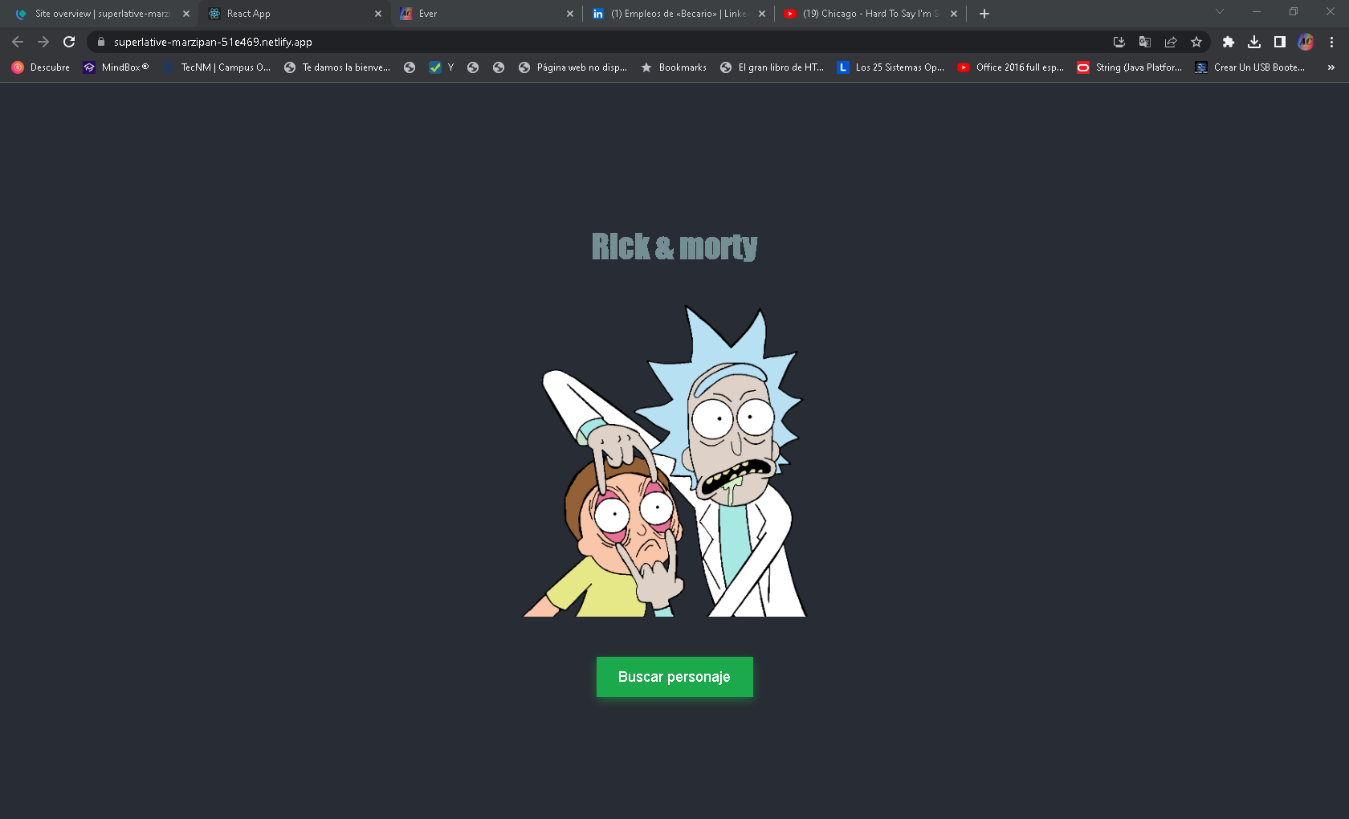 Site overview | superlative-marzi
React App
Ever
(1) Empleos de «Becario» | Linke
(19) Chicago - Hard To Say I'm S
superlative-marzipan-51e469.netlify.app
Descubre
MindBox®
TecNM | Campus O...
Te damos la bienve...
Y
Página web no disp...
Bookmarks
El gran libro de HT...
L Los 25 Sistemas Op...
Office 2016 full esp...
String (Java Platfor...
Crear Un USB Boote...
»
Rick & morty
Buscar personaje